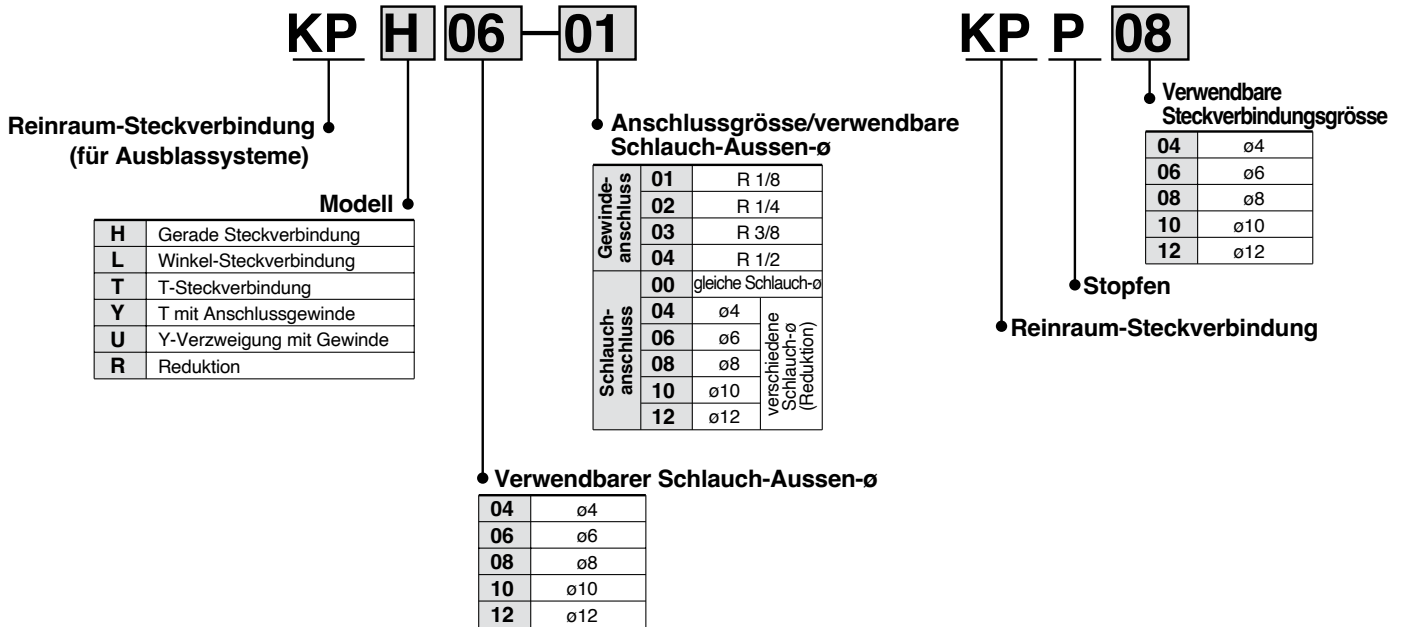 KP H 06 — 01
Reinraum-Steckverbindung
(für Ausblassysteme)
Modell
H Gerade Steckverbindung
L Winkel-Steckverbindung
T T-Steckverbindung
Y T mit Anschlussgewinde
U Y-Verzweigung mit Gewinde
R Reduktion
Anschlussgrösse/verwendbare
Schlauch-Aussen-ø
Gewinde-
anschluss
01 R 1/8
02 R 1/4
03 R 3/8
04 R 1/2
Schlauch-
anschluss
00 gleiche Schlauch-ø
04 ø4
06 ø6
08 ø8
10 ø10
12 ø12
verschiedene
Schlauch-ø
(Reduktion)
Verwendbarer Schlauch-Aussen-ø
04 ø4
06 ø6
08 ø8
10 ø10
12 ø12
KP P 08
Verwendbare
Steckverbindungsgrösse
04 ø4
06 ø6
08 ø8
10 ø10
12 ø12
Stopfen
Reinraum-Steckverbindung